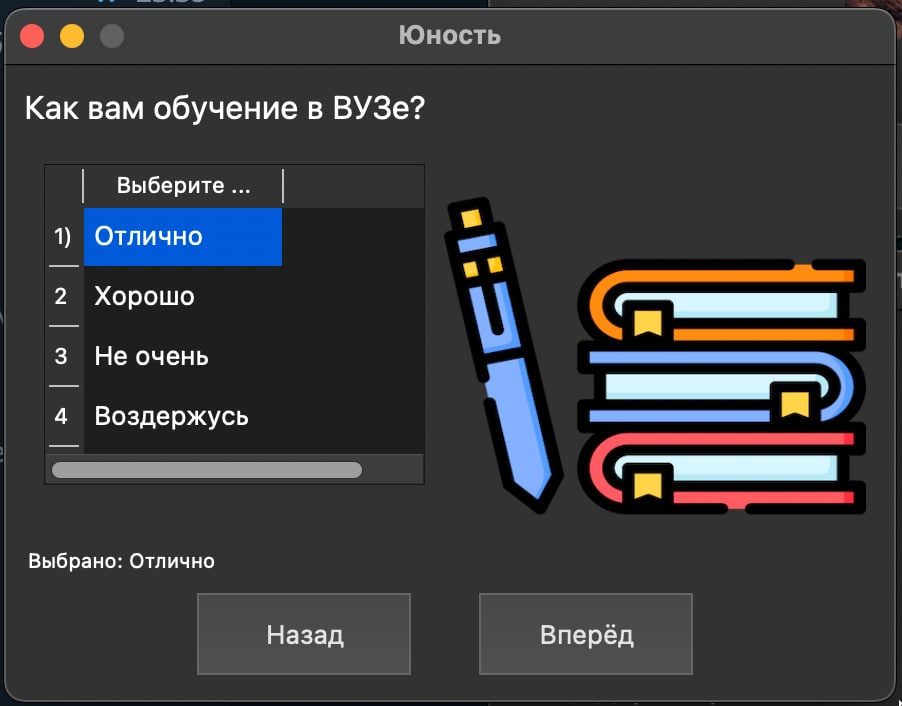 Юность
Как вам обучение в ВУЗе?
Выберите ...
1) Отлично
2 Хорошо
3 Не очень
4 Воздержусь
Выбрано: Отлично
Назад Вперёд